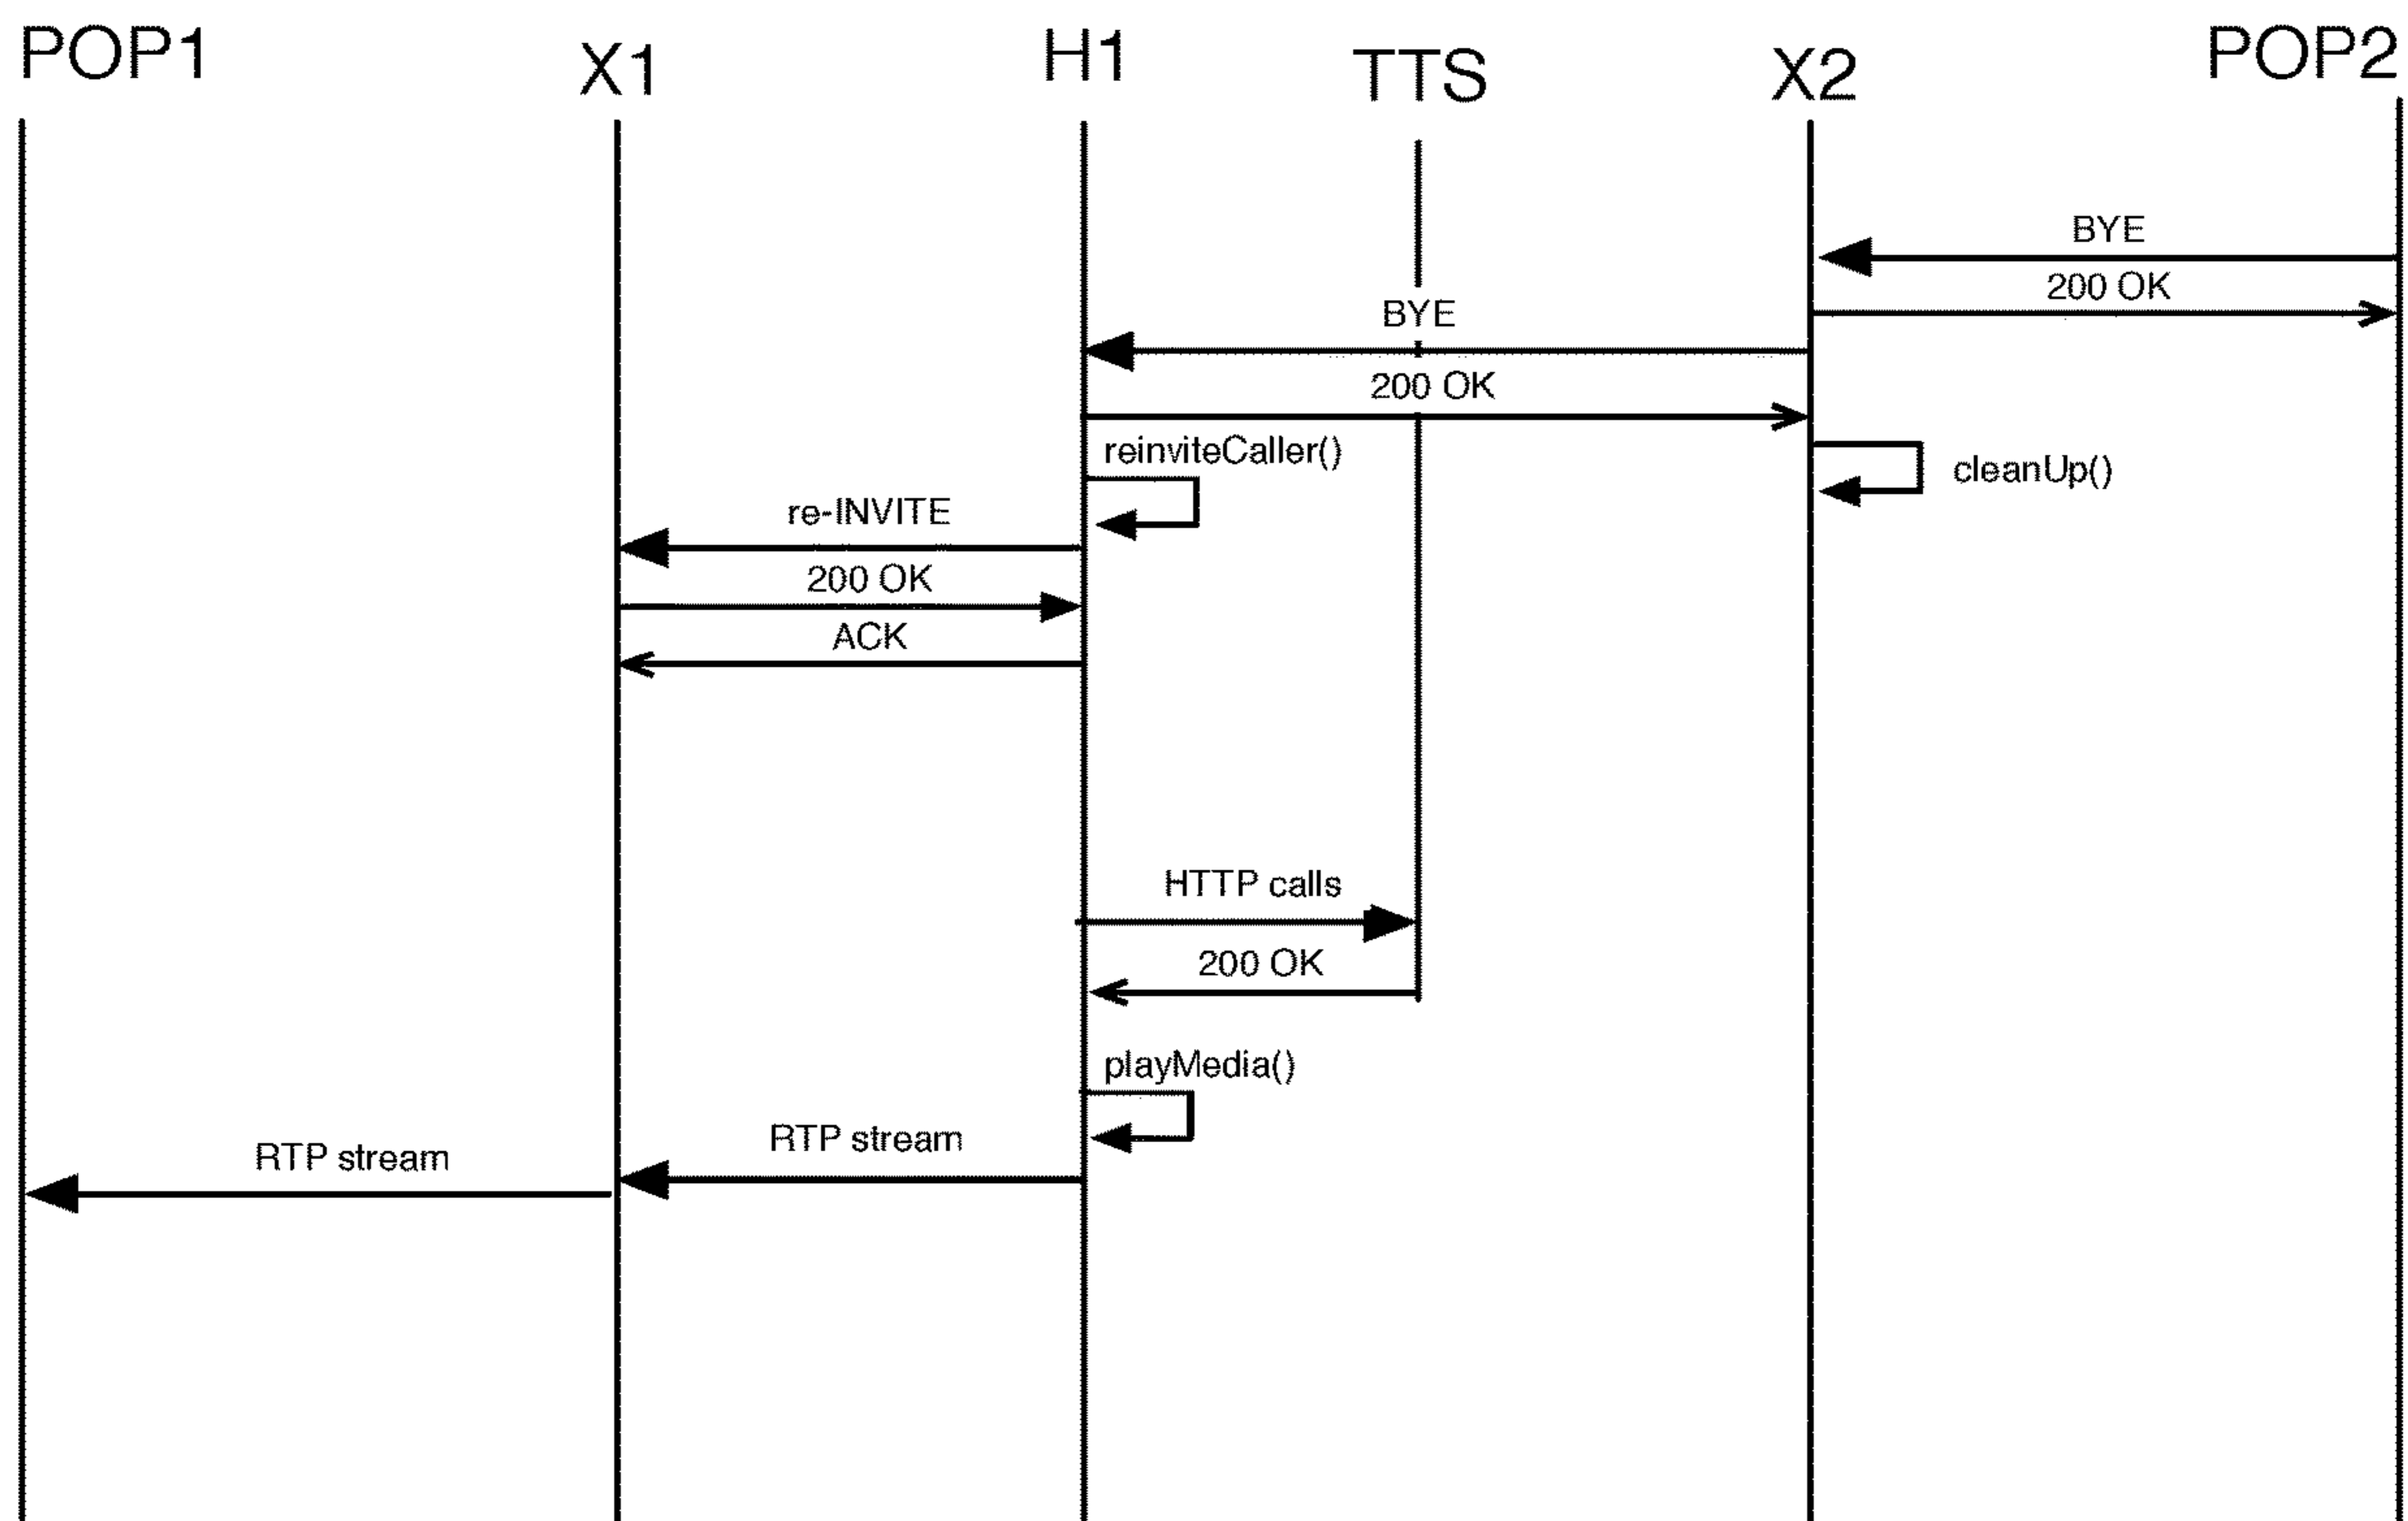 POP1
X1
H1
TTS
X2
POP2
BYE
200 OK
BYE
200 OK
reinviteCaller()
cleanUp()
re-INVITE
200 OK
ACK
HTTP calls
200 OK
playMedia()
RTP stream
RTP stream